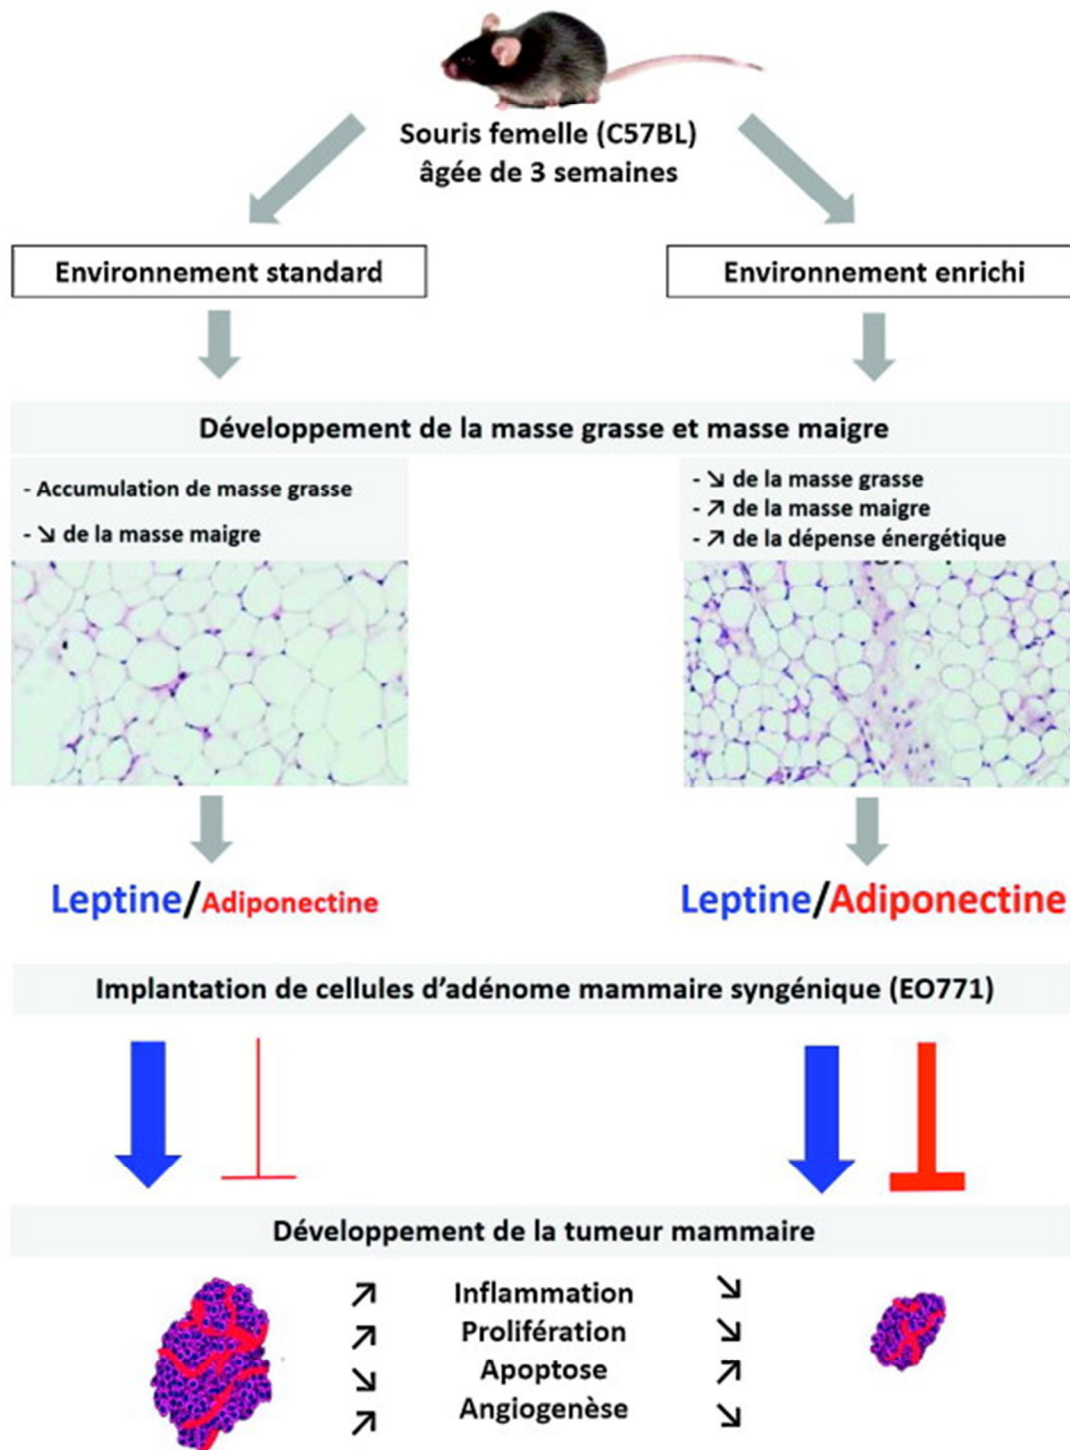 Souris femelle (C57BL)
âgée de 3 semaines
Environnement standard
Environnement enrichi
Développement de la masse grasse et masse maigre
- Accumulation de masse grasse
- ↘ de la masse maigre
- ↘ de la masse grasse
- ↗ de la masse maigre
- ↗ de la dépense énergétique
Leptine/Adiponectine
Leptine/Adiponectine
Implantation de cellules d’adénome mammaire syngénique (EO771)
Développement de la tumeur mammaire
↗ Inflammation ↘
↗ Prolifération ↘
↘ Apoptose ↗
↗ Angiogenèse ↘